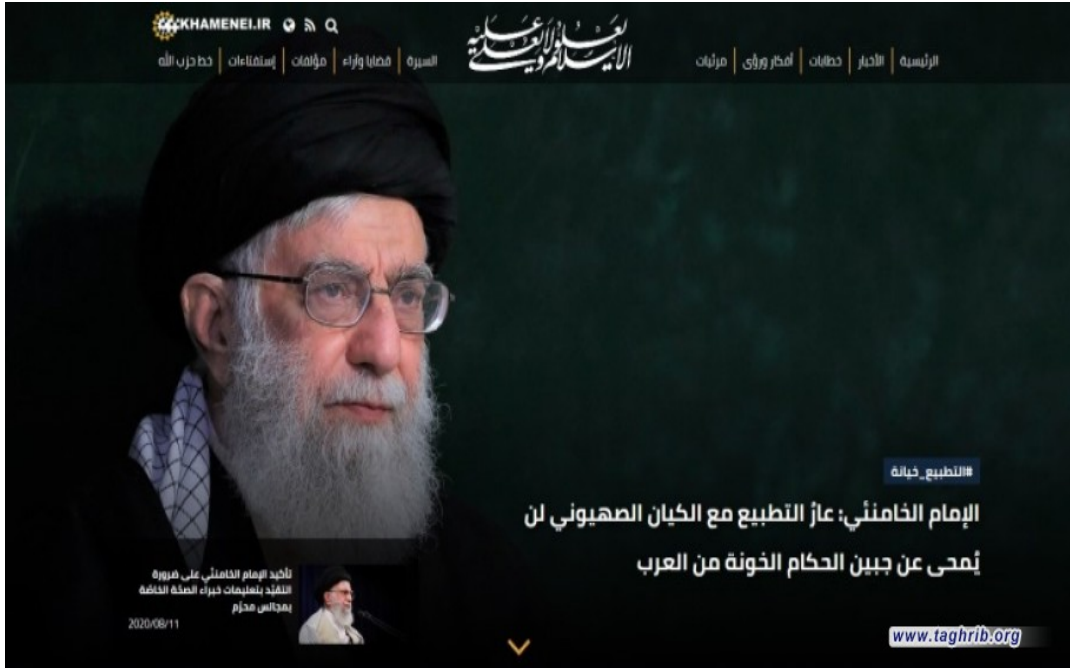 KHAMENEI.IR
الرئيسية | الأخبار | خطابات | أفكار ورؤى | مرئيات
السيرة | قضايا وآراء | مؤلفات | إستفتاءات | خط حزب الله
#التطبيع_خيانة
الإمام الخامنئي: عارُ التطبيع مع الكيان الصهيوني لن
يُمحى عن جبين الحكام الخونة من العرب
تأكيد الإمام الخامنئي على ضرورة
التقيّد بتعليمات خبراء الصحّة الخاصّة
بمجالس محرّم
2020/08/11
www.taghrib.org